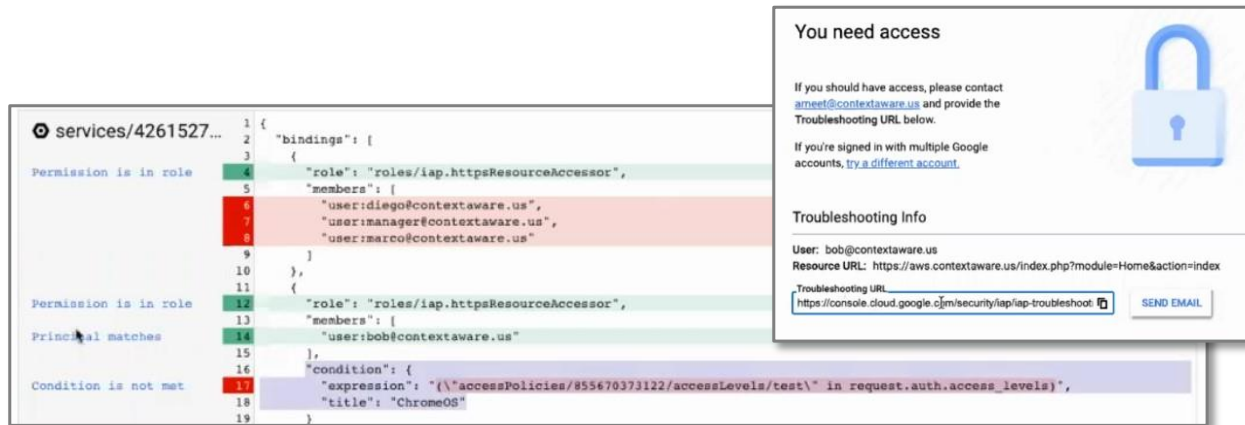 You need access
If you should have access, please contact
ameet@contextaware.us and provide the
Troubleshooting URL below.
If you're signed in with multiple Google
accounts, try a different account.
Troubleshooting Info
User: bob@contextaware.us
Resource URL: https://aws.contextaware.us/index.php?module=Home&action=index
Troubleshooting URL
https://console.cloud.google.com/security/iap/iap-troubleshoot
SEND EMAIL
services/4261527...
1 {
2 "bindings": [
3 {
Permission is in role 4 "role": "roles/iap.httpsResourceAccessor",
5 "members": [
6 "user:diego@contextaware.us",
7 "user:manager@contextaware.us",
8 "user:marco@contextaware.us"
9 ]
10 },
11 {
Permission is in role 12 "role": "roles/iap.httpsResourceAccessor",
13 "members": [
Principal matches 14 "user:bob@contextaware.us"
15 ],
16 "condition": {
Condition is not met 17 "expression": "(\"accessPolicies/855670373122/accessLevels/test\" in request.auth.access_levels)",
18 "title": "ChromeOS"
19 }